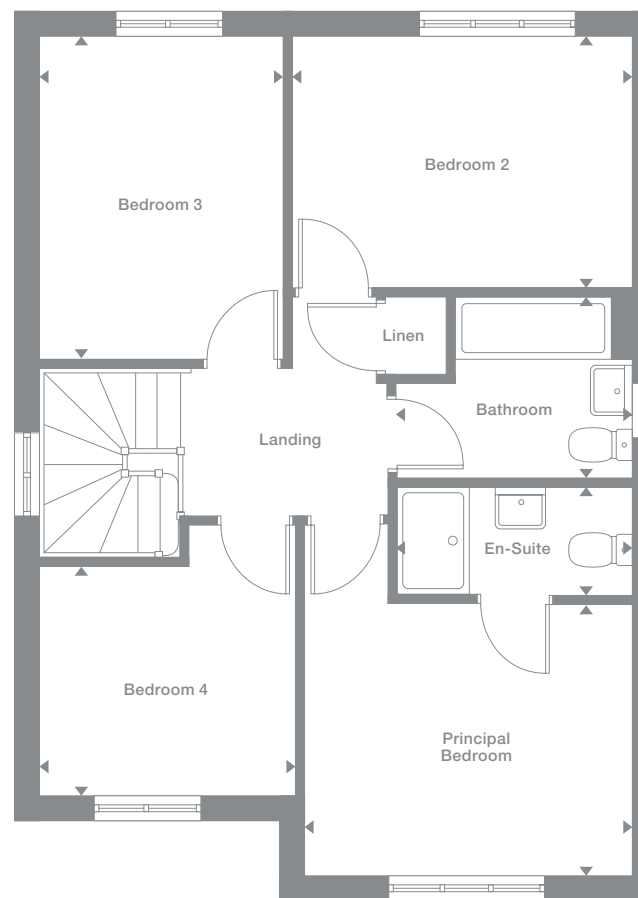 Bedroom 2
Bedroom 3
Linen
Bathroom
Landing
En-Suite
Bedroom 4
Principal
Bedroom